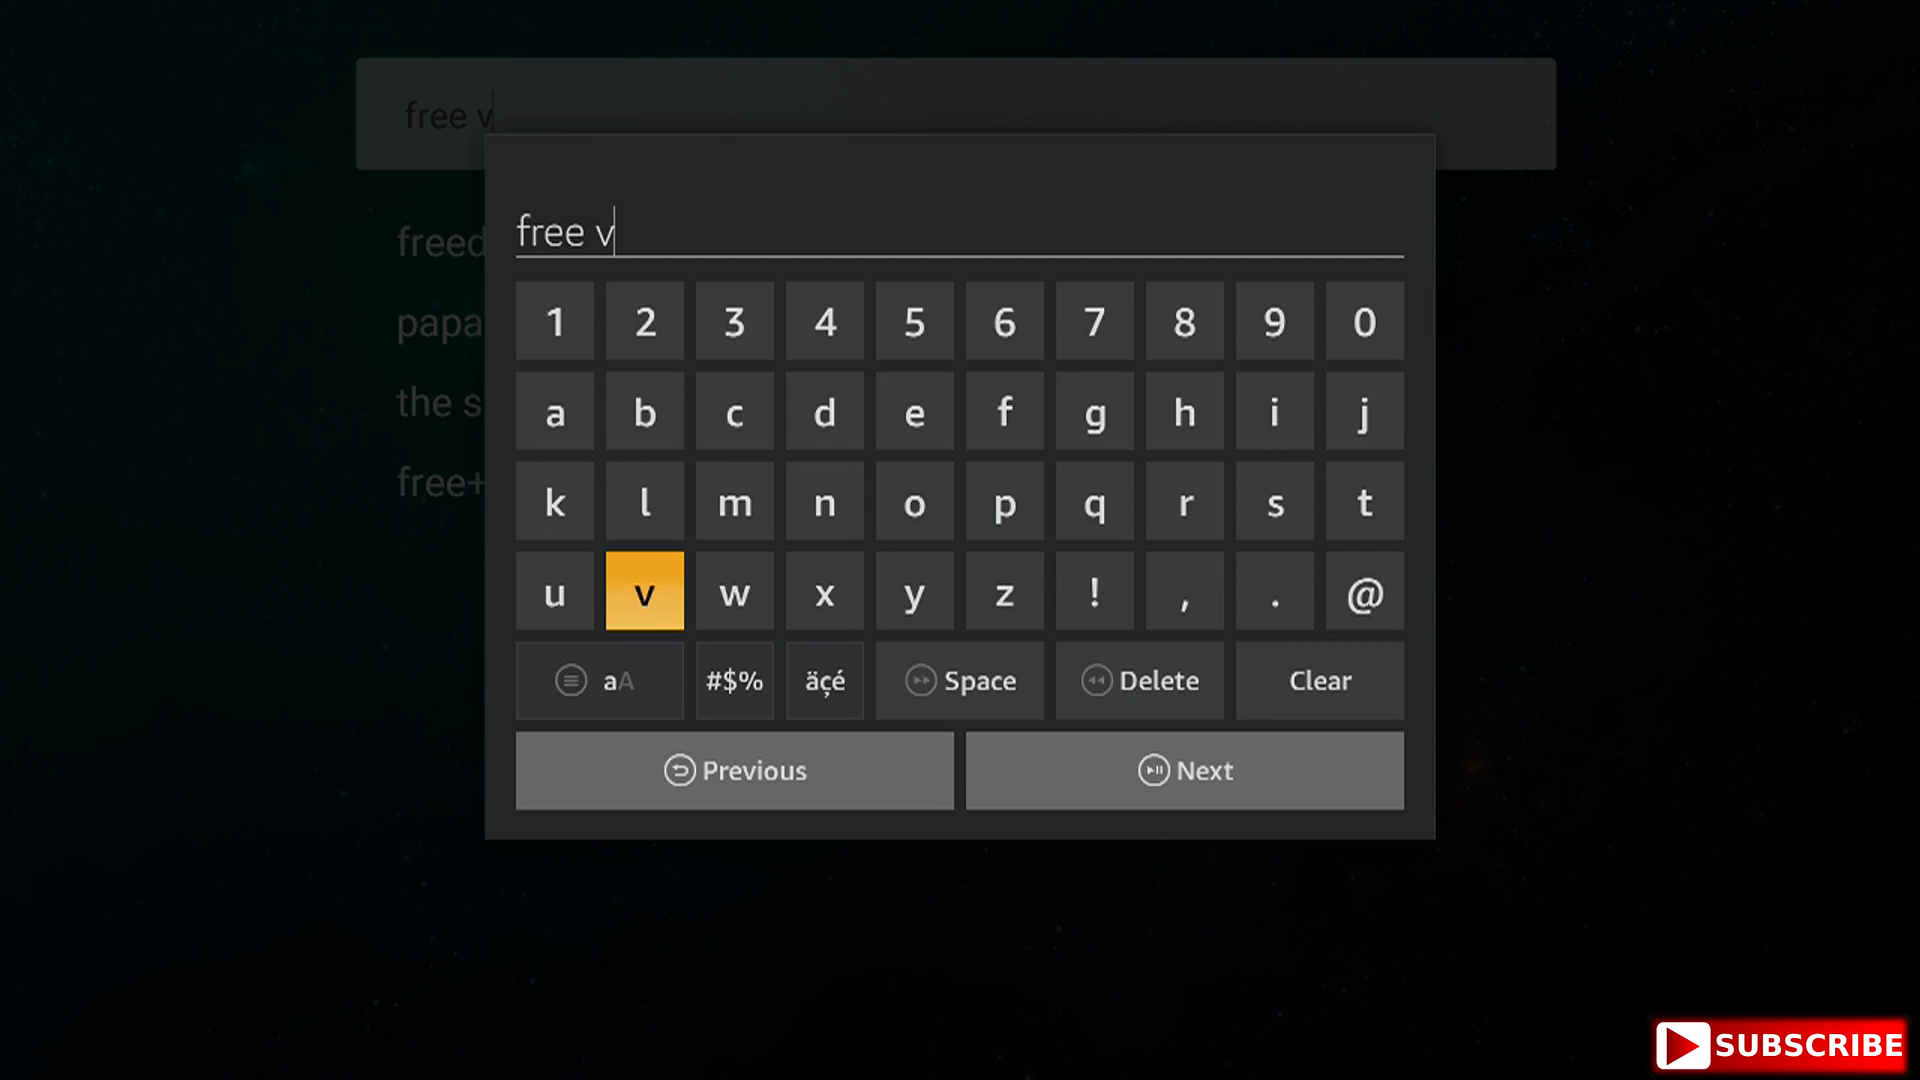 free v
free v
freed
papa
the s
free+
1 2 3 4 5 6 7 8 9 0
a b c d e f g h i j
k l m n o p q r s t
u v w x y z ! , . @
aA #$% äçé Space Delete Clear
Previous Next
SUBSCRIBE